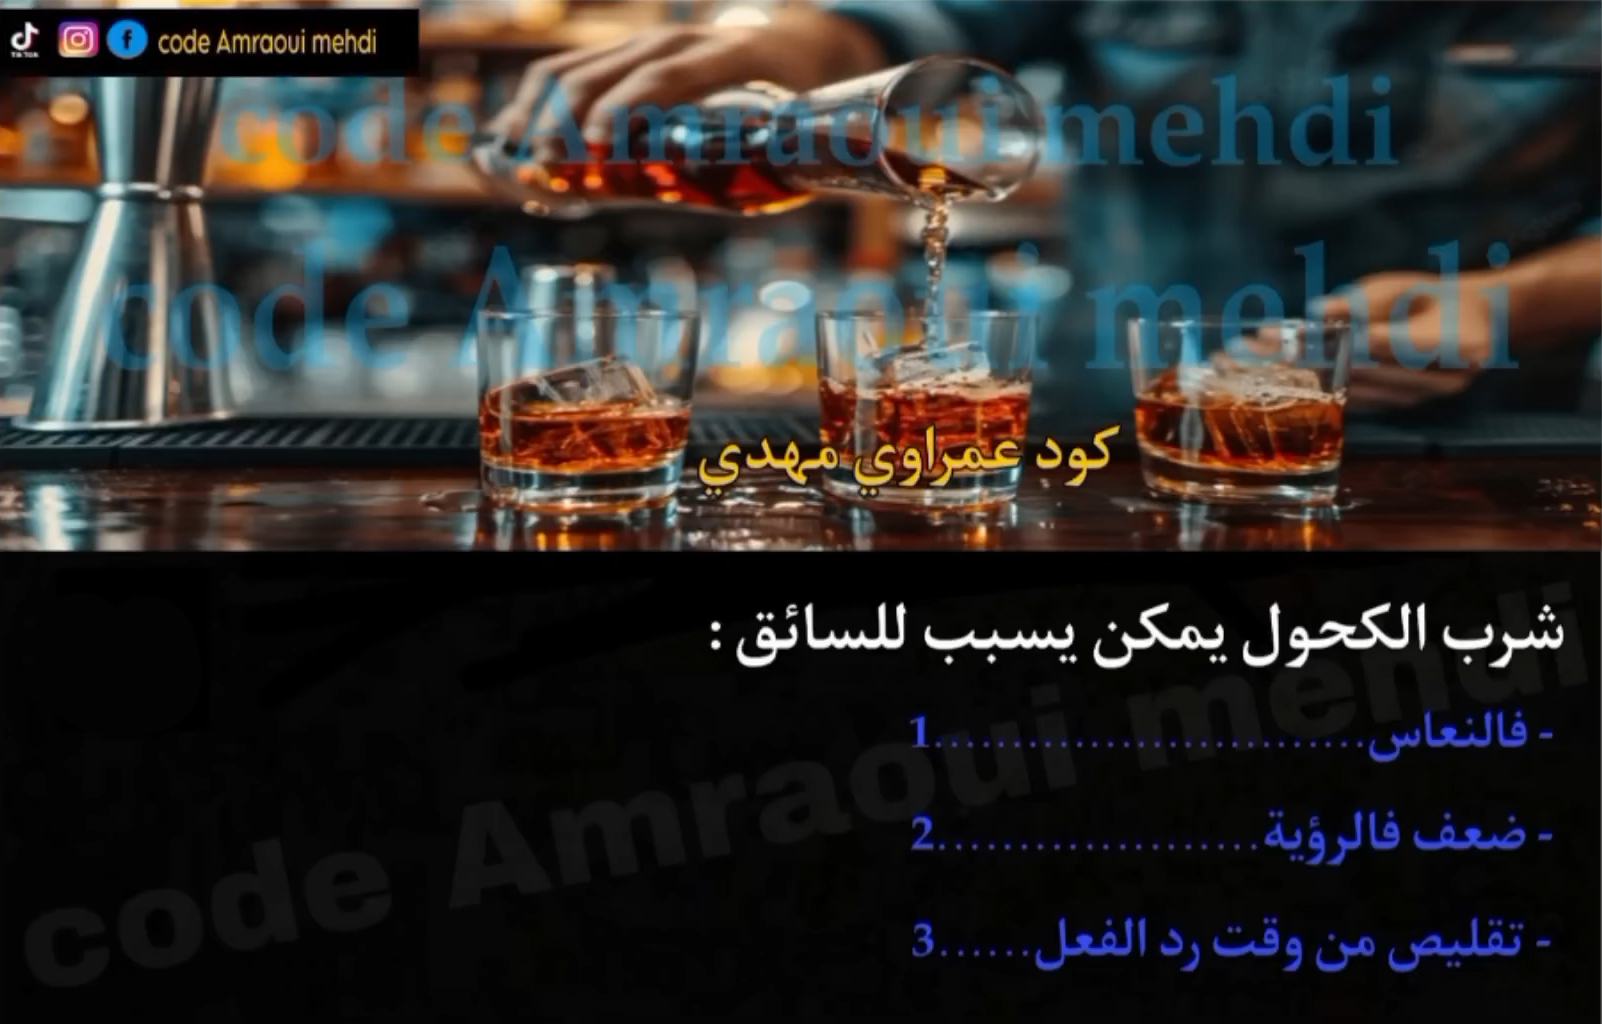 code Amraoui mehdi
code Amraoui mehdi
code Amraoui mehdi
كود عمراوي مهدي
شرب الكحول يمكن يسبب للسائق :
- فالنعاس............................1
- ضعف فالرؤية.....................2
- تقليص من وقت رد الفعل......3
code Amraoui mehdi